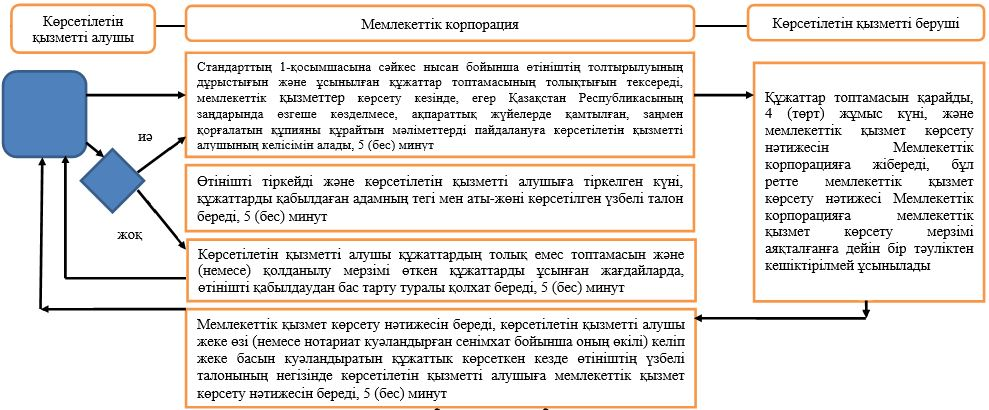 Көрсетілетін
қызметті алушы
Мемлекеттік корпорация
Көрсетілетін қызметті беруші
Стандарттың 1-қосымшасына сәйкес нысан бойынша өтініштің толтырылуының
дұрыстығын және ұсынылған құжаттар топтамасының толықтығын тексереді,
мемлекеттік қызметтер көрсету кезінде, егер Қазақстан Республикасының
заңдарында өзгеше көзделмесе, ақпараттық жүйелерде қамтылған, заңмен
қорғалатын құпияны құрайтын мәліметтерді пайдалануға көрсетілетін қызметті
алушының келісімін алады, 5 (бес) минут
иә
Өтінішті тіркейді және көрсетілетін қызметті алушыға тіркелген күні,
құжаттарды қабылдаған адамның тегі мен аты-жөні көрсетілген үзбелі талон
береді, 5 (бес) минут
жоқ
Көрсетілетін қызметті алушы құжаттардың толық емес топтамасын және
(немесе) қолданылу мерзімі өткен құжаттарды ұсынған жағдайларда,
өтінішті қабылдаудан бас тарту туралы қолхат береді, 5 (бес) минут
Мемлекеттік қызмет көрсету нәтижесін береді, көрсетілетін қызметті алушы
жеке өзі (немесе нотариат куәландырған сенімхат бойынша оның өкілі) келіп
жеке басын куәландыратын құжаттык көрсеткен кезде өтініштің үзбелі
талонының негізінде көрсетілетін қызметті алушыға мемлекеттік қызмет
көрсету нәтижесін береді, 5 (бес) минут
Құжаттар топтамасын қарайды,
4 (төрт) жұмыс күні, және
мемлекеттік қызмет көрсету
нәтижесін Мемлекеттік
корпорацияға жібереді, бұл
ретте мемлекеттік қызмет
көрсету нәтижесі Мемлекеттік
корпорацияға мемлекеттік
қызмет көрсету мерзімі
аяқталғанға дейін бір тәуліктен
кешіктірілмей ұсынылады